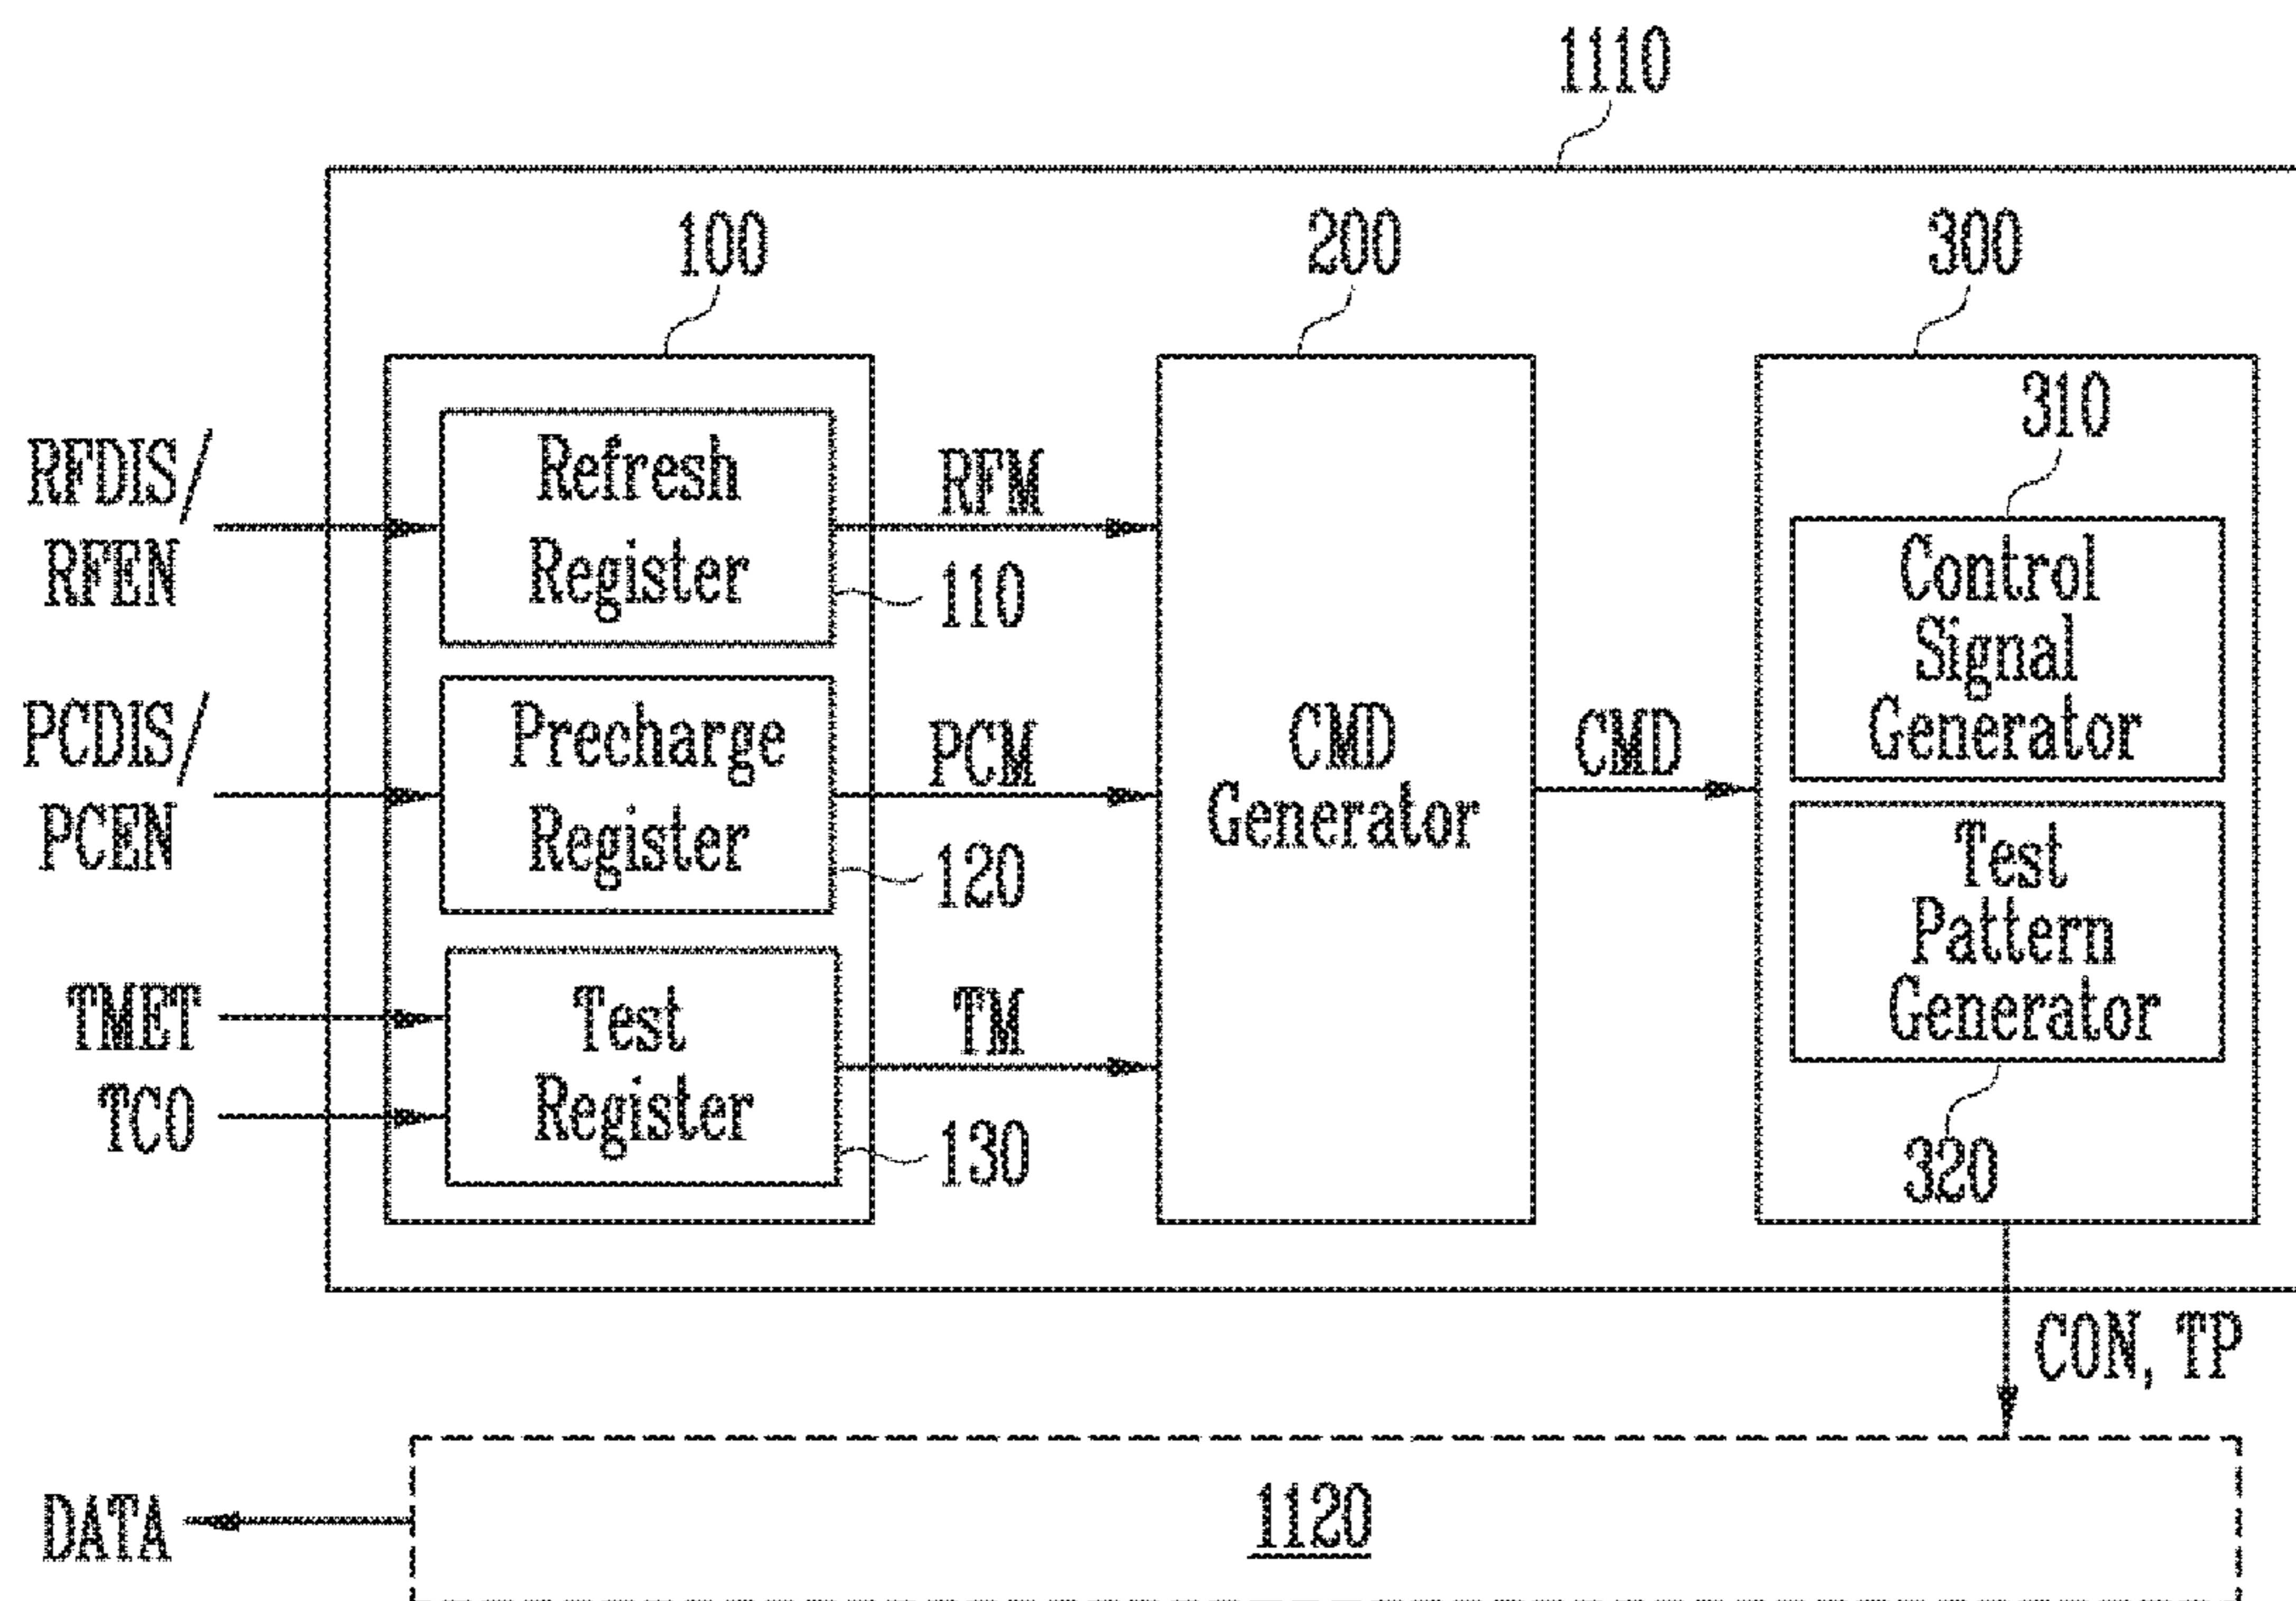 1110
100
200
300
310
RFDIS/
RFEN
Refresh
Register
RFM
110
Control
Signal
Generator
PCDIS/
PCEN
Precharge
Register
PCM
120
CMD
Generator
CMD
Test
Pattern
Generator
320
TMET
TCO
Test
Register
TM
130
CON, TP
DATA
1120